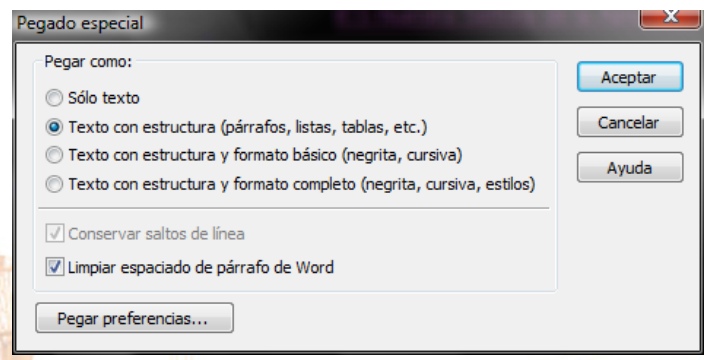 Pegado especial
Pegar como:
Sólo texto
Texto con estructura (párrafos, listas, tablas, etc.)
Texto con estructura y formato básico (negrita, cursiva)
Texto con estructura y formato completo (negrita, cursiva, estilos)
Conservar saltos de línea
Limpiar espaciado de párrafo de Word
Pegar preferencias...
Aceptar
Cancelar
Ayuda